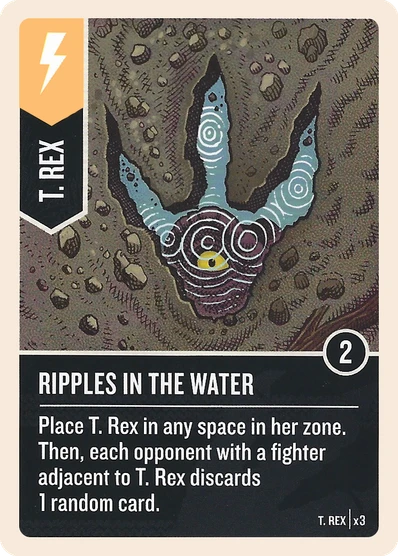 T. REX
2
RIPPLES IN THE WATER
Place T. Rex in any space in her zone.
Then, each opponent with a fighter
adjacent to T. Rex discards
1 random card.
T. REX | x3